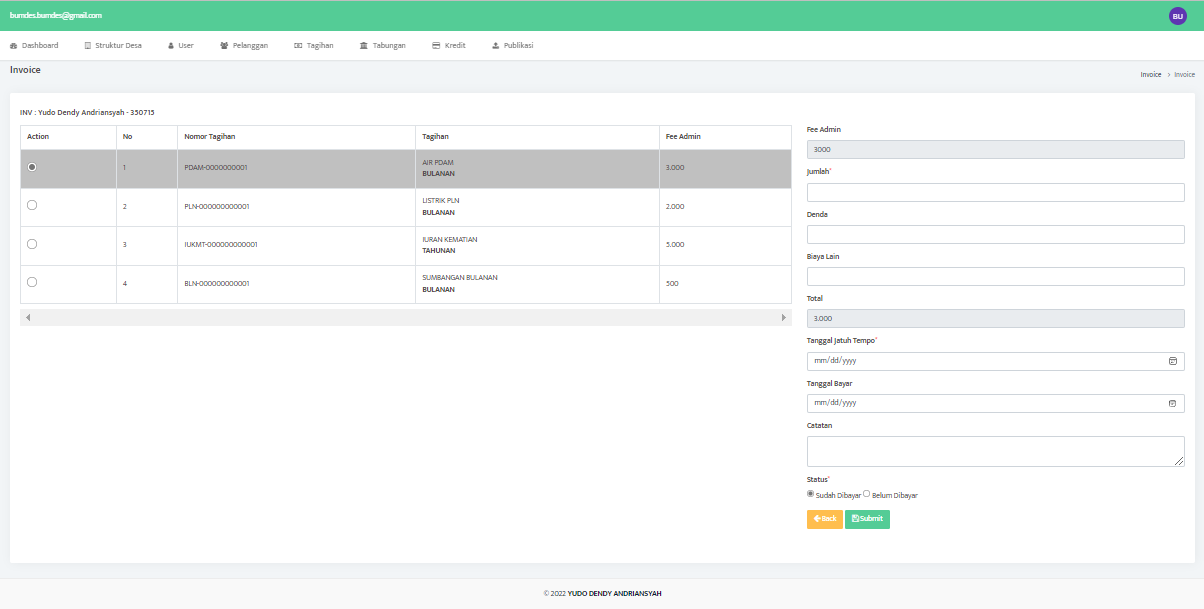 bumdes.bumdes@gmail.com
BU
Dashboard Struktur Desa User Pelanggan Tagihan Tabungan Kredit Publikasi
Invoice
Invoice > Invoice
INV : Yudo Dendy Andriansyah - 350715
Action No Nomor Tagihan Tagihan Fee Admin
1 PDAM-0000000001 AIR PDAM 3.000
BULANAN
2 PLN-000000000001 LISTRIK PLN 2.000
BULANAN
3 IUKMT-000000000001 IURAN KEMATIAN 5.000
TAHUNAN
4 BLN-000000000001 SUMBANGAN BULANAN 500
BULANAN
Fee Admin
3000
Jumlah*
Denda
Biaya Lain
Total
3.000
Tanggal Jatuh Tempo*
mm/dd/yyyy
Tanggal Bayar
mm/dd/yyyy
Catatan
Status*
Sudah Dibayar Belum Dibayar
Back Submit
© 2022 YUDO DENDY ANDRIANSYAH